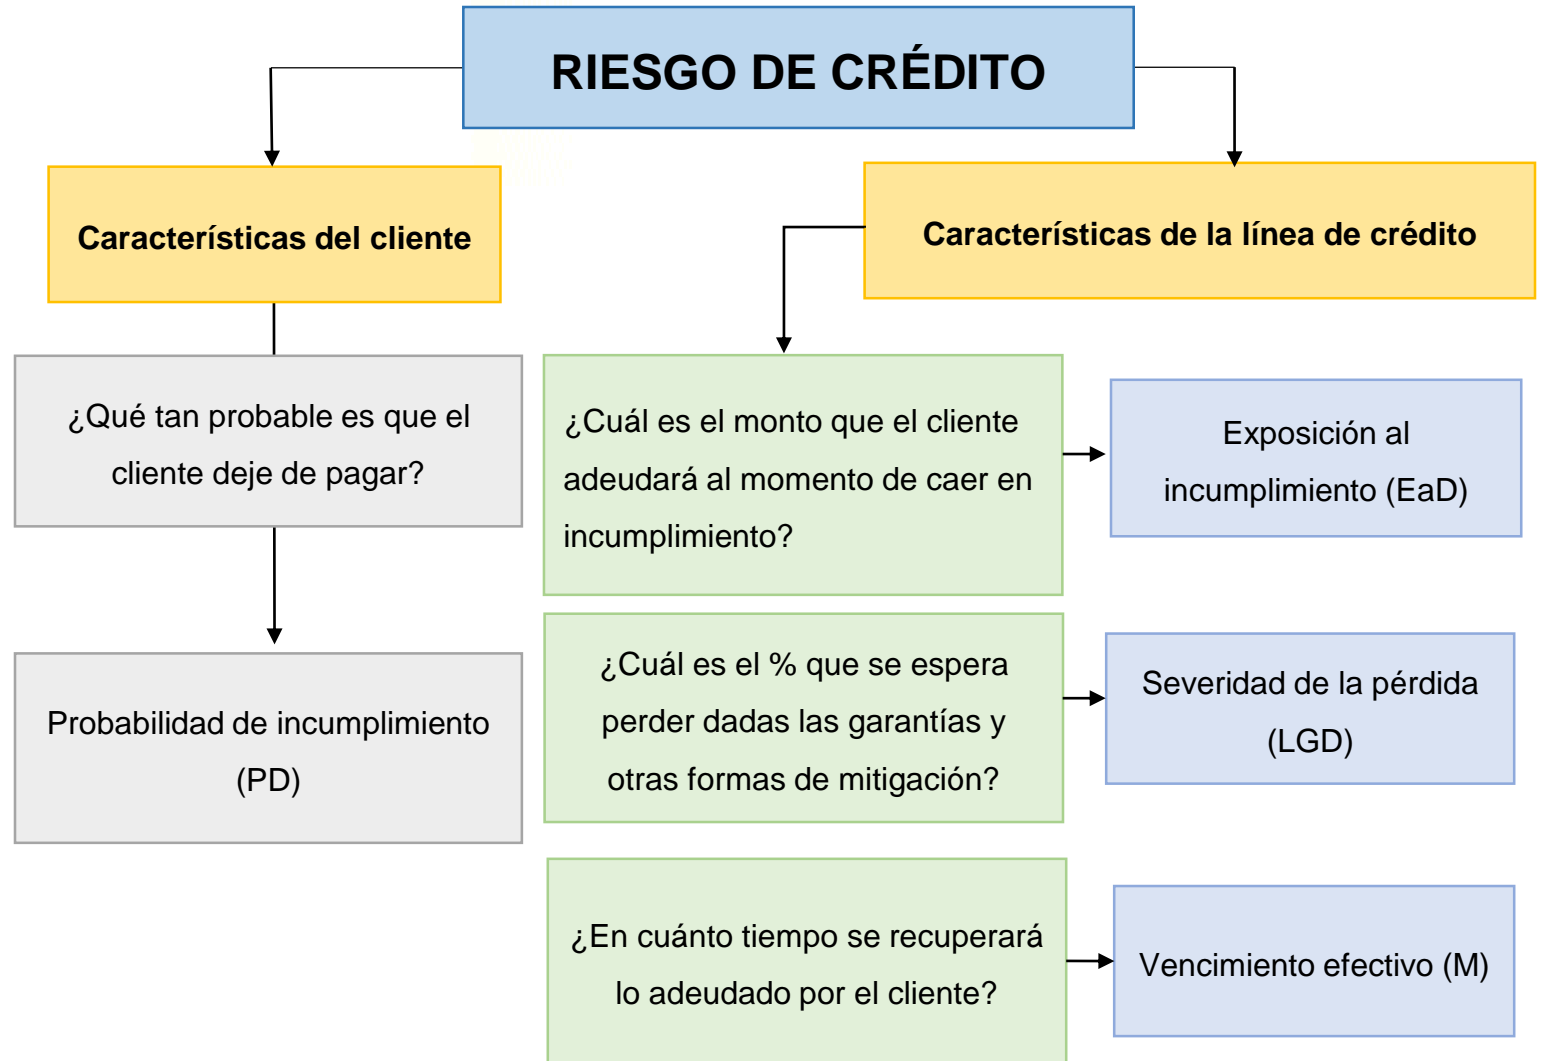 RIESGO DE CRÉDITO
Características del cliente
Características de la línea de crédito
¿Qué tan probable es que el
cliente deje de pagar?
Probabilidad de incumplimiento
(PD)
¿Cuál es el monto que el cliente
adeudará al momento de caer en
incumplimiento?
Exposición al
incumplimiento (EaD)
¿Cuál es el % que se espera
perder dadas las garantías y
otras formas de mitigación?
Severidad de la pérdida
(LGD)
¿En cuánto tiempo se recuperará
lo adeudado por el cliente?
Vencimiento efectivo (M)